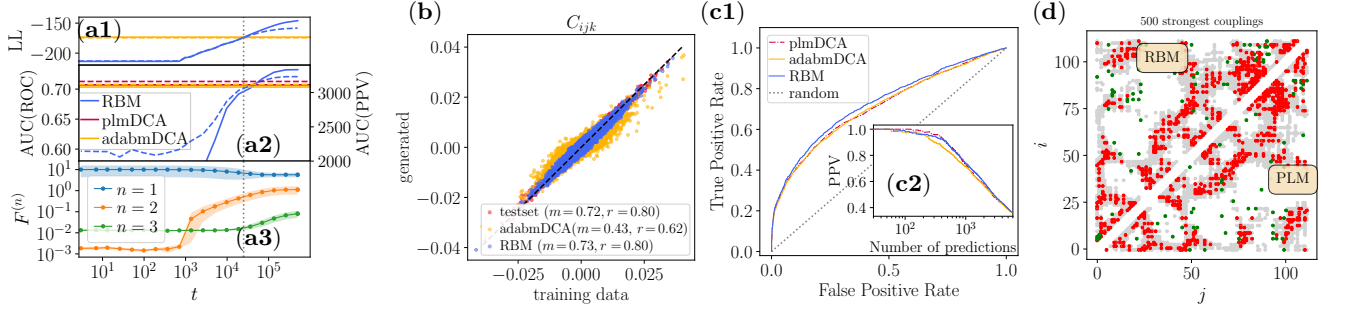 (a1)
LL
−150
−200
AUC(ROC)
0.70
0.65
0.60
RBM
plmDCA
adabmDCA
(a2)
3000
2500
2000
AUC(PPV)
F^(n)
10^1
10^0
10^−1
10^−2
10^−3
n = 1
n = 2
n = 3
(a3)
10^1 10^2 10^3 10^4 10^5
t
(b)
C_ijk
generated
0.04
0.02
0.00
−0.02
−0.04
testset (m=0.72, r = 0.80)
adabmDCA(m=0.43, r = 0.62)
RBM (m=0.73, r = 0.80)
−0.025 0.000 0.025
training data
(c1)
True Positive Rate
1.0
0.8
0.6
0.4
0.2
0.0
plmDCA
adabmDCA
RBM
random
PPV
1.0
0.8
0.6
0.4
(c2)
10^2 10^3
Number of predictions
0.0 0.5 1.0
False Positive Rate
(d)
500 strongest couplings
i
100
75
50
25
0
RBM
PLM
0 50 100
j